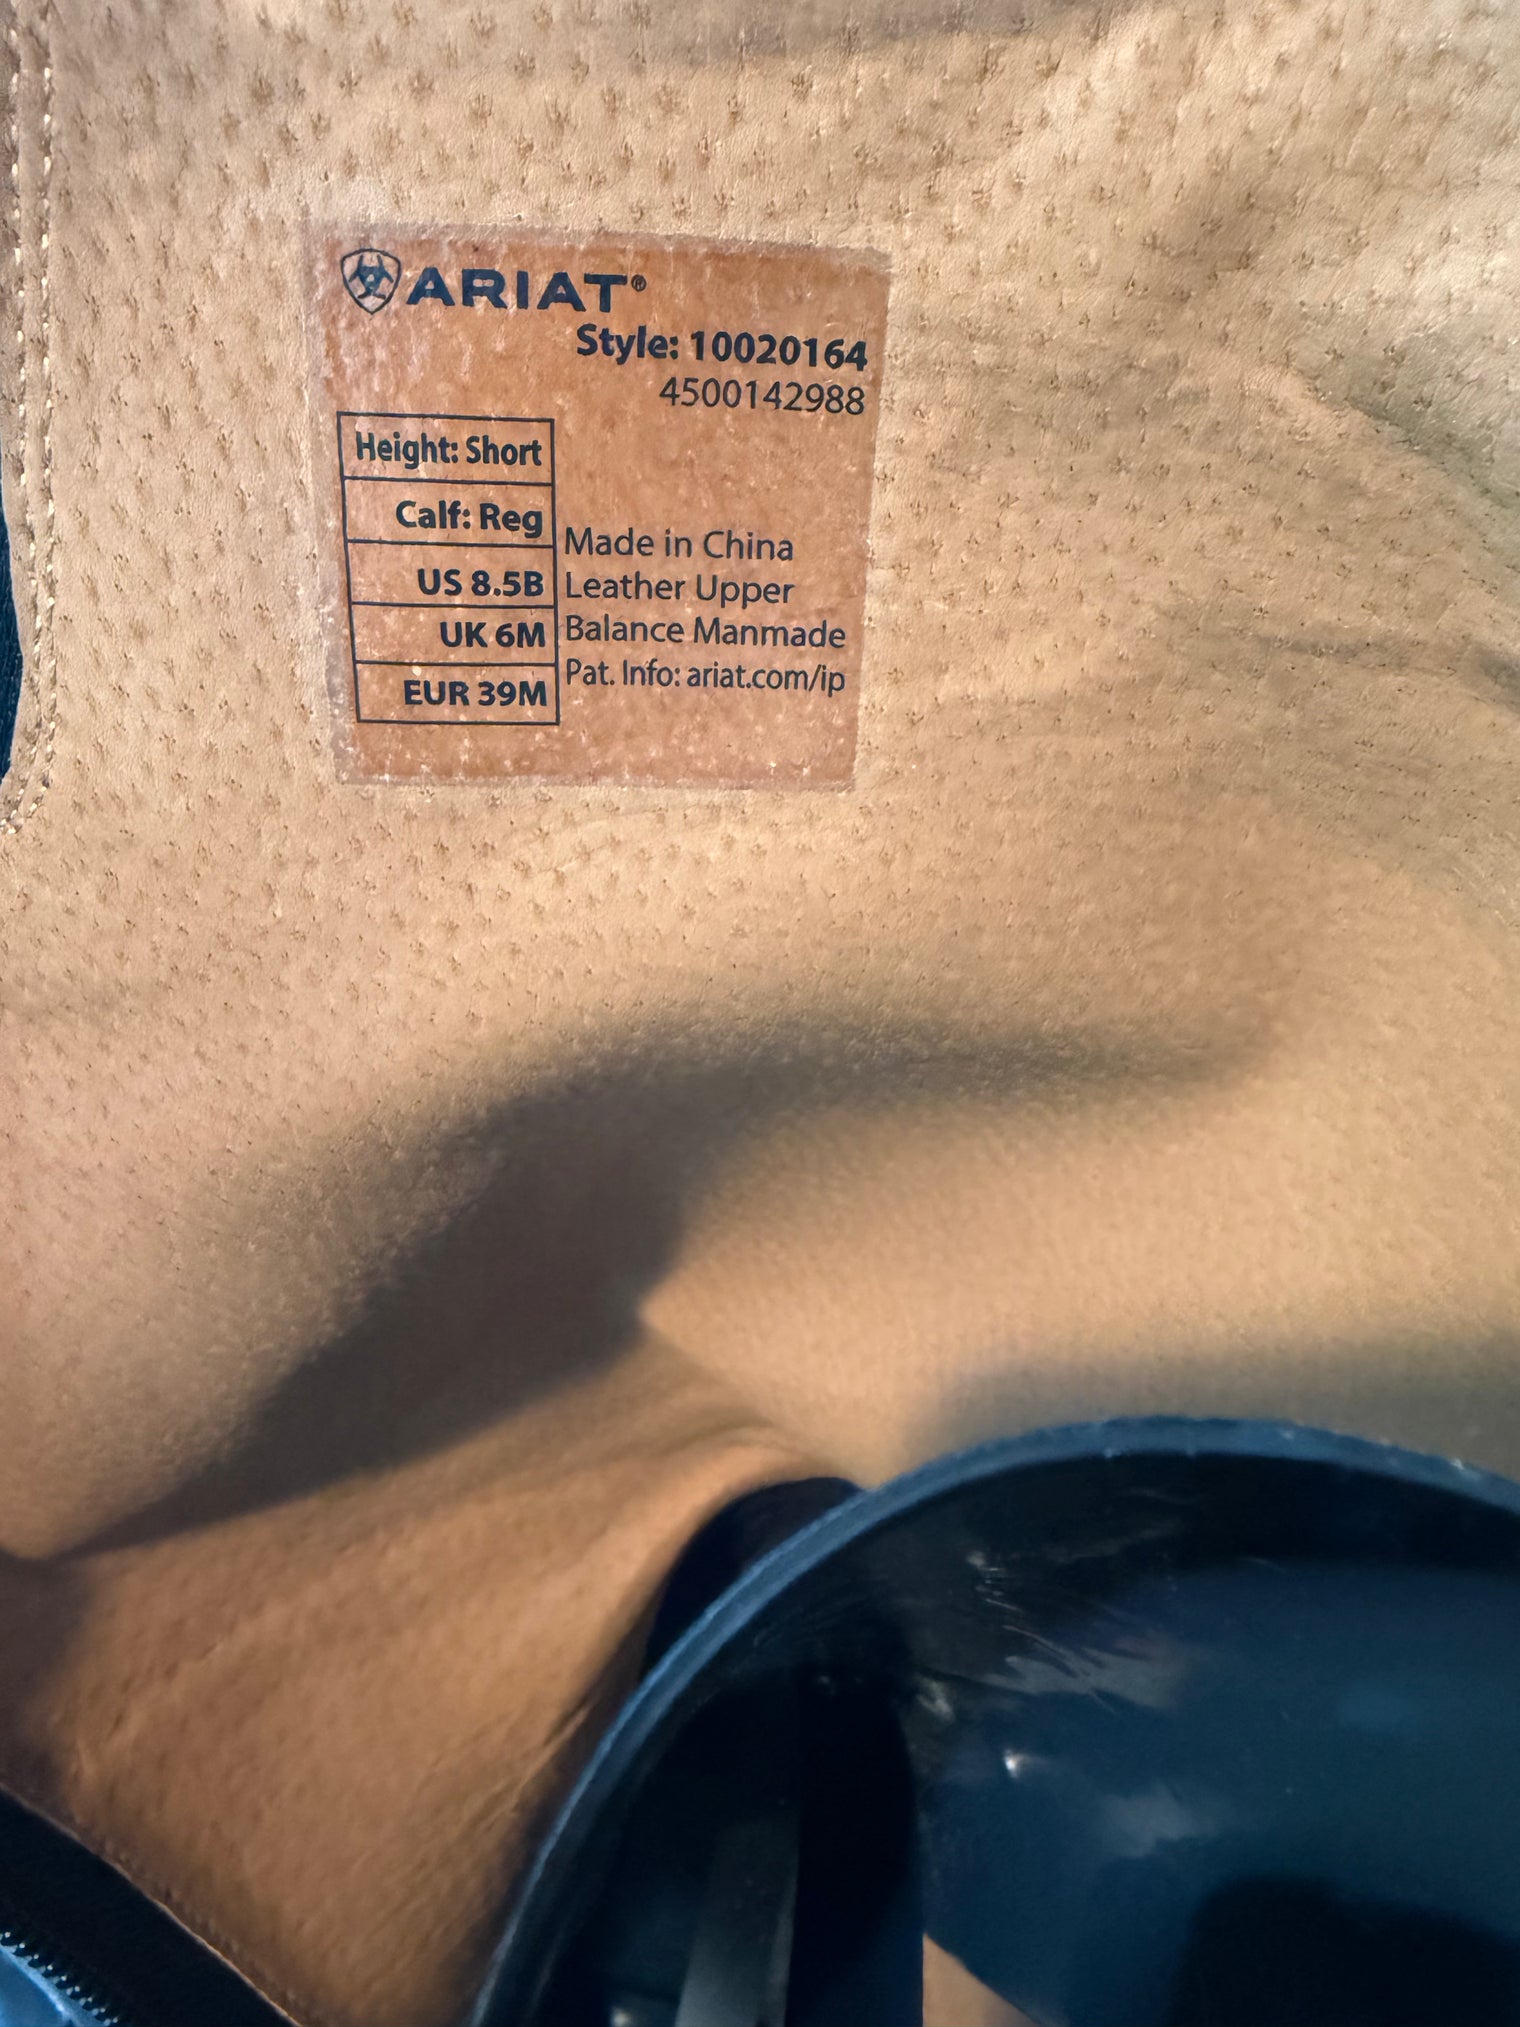 ARIAT®
Style: 10020164
4500142988
Height: Short
Calf: Reg
US 8.5B
UK 6M
EUR 39M
Made in China
Leather Upper
Balance Manmade
Pat. Info: ariat.com/ip